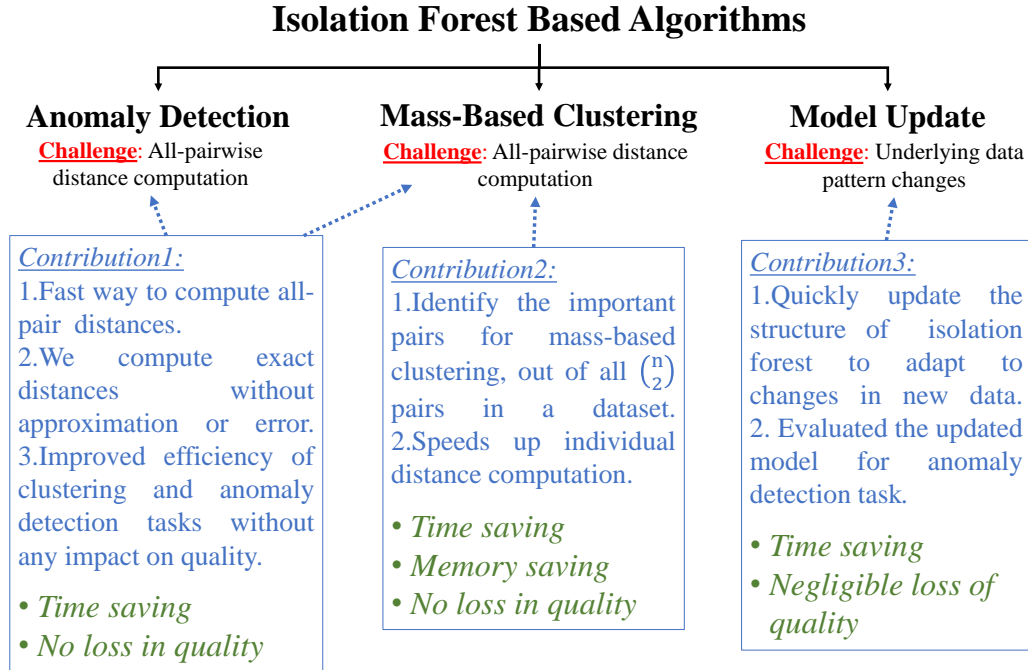 Isolation Forest Based Algorithms
Anomaly Detection
Challenge: All-pairwise
distance computation
Mass-Based Clustering
Challenge: All-pairwise distance
computation
Model Update
Challenge: Underlying data
pattern changes
Contribution1:
1.Fast way to compute all-
pair distances.
2.We compute exact
distances without
approximation or error.
3.Improved efficiency of
clustering and anomaly
detection tasks without
any impact on quality.
• Time saving
• No loss in quality
Contribution2:
1.Identify the important
pairs for mass-based
clustering, out of all (n 2)
pairs in a dataset.
2.Speeds up individual
distance computation.
• Time saving
• Memory saving
• No loss in quality
Contribution3:
1.Quickly update the
structure of isolation
forest to adapt to
changes in new data.
2. Evaluated the updated
model for anomaly
detection task.
• Time saving
• Negligible loss of
quality